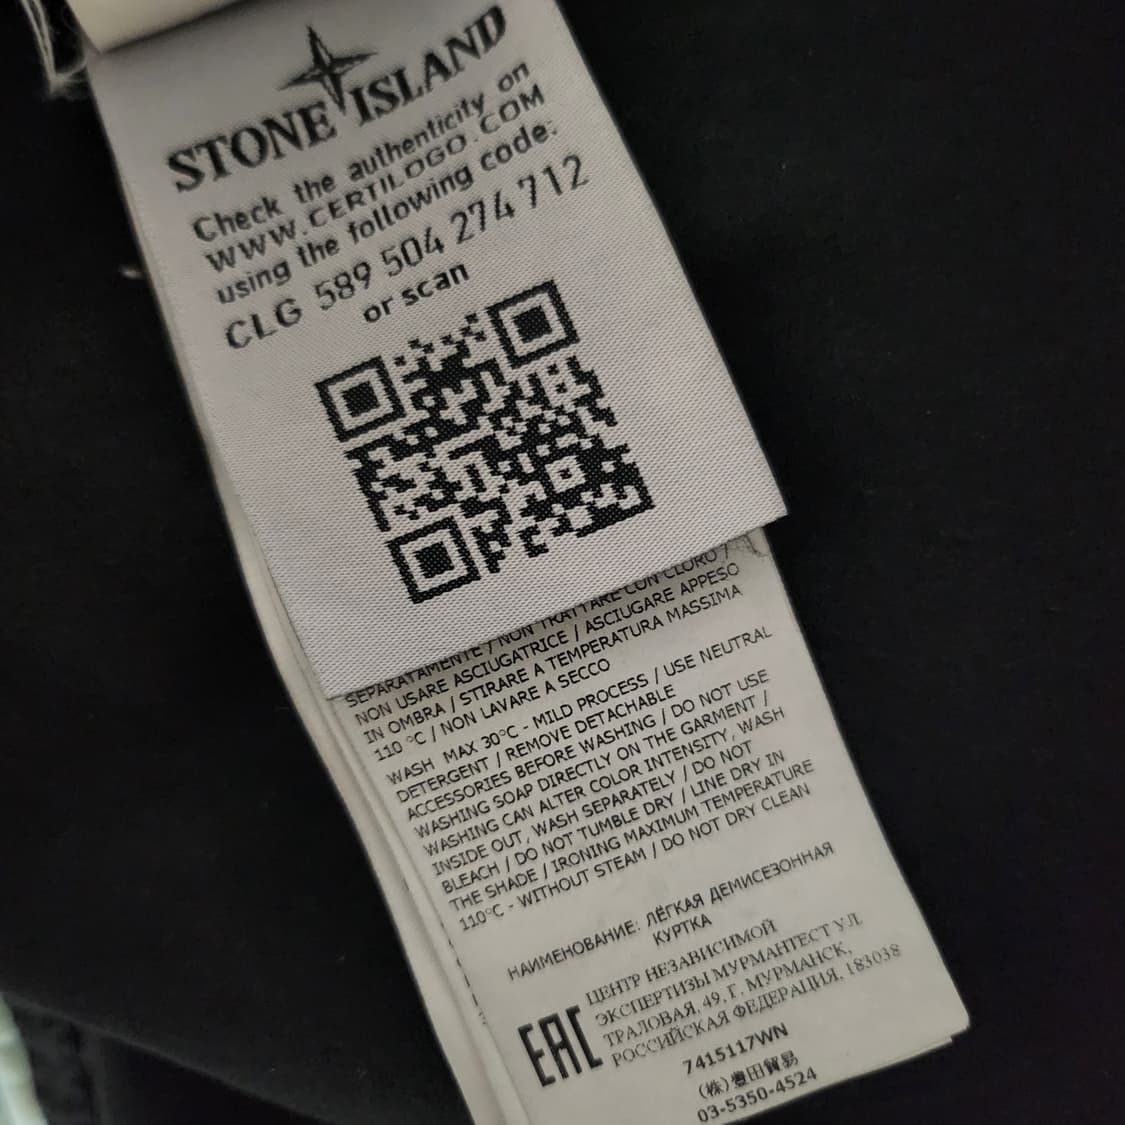 STONE ISLAND
Check the authenticity on
WWW.CERTILOGO.COM
using the following code:
CLG 589 504 274 712
or scan
SEPARATAMENTE / NON TRATTARE CON CLORO /
NON USARE ASCIUGATRICE / ASCIUGARE APPESO
IN OMBRA / STIRARE A TEMPERATURA MASSIMA
110 °C / NON LAVARE A SECCO
WASH MAX 30°C - MILD PROCESS / USE NEUTRAL
DETERGENT / REMOVE DETACHABLE
ACCESSORIES BEFORE WASHING / DO NOT USE
WASHING SOAP DIRECTLY ON THE GARMENT /
WASHING CAN ALTER COLOR INTENSITY, WASH
INSIDE OUT, WASH SEPARATELY / DO NOT
BLEACH / DO NOT TUMBLE DRY / LINE DRY IN
THE SHADE / IRONING MAXIMUM TEMPERATURE
110°C - WITHOUT STEAM / DO NOT DRY CLEAN
НАИМЕНОВАНИЕ: ЛЁГКАЯ ДЕМИСЕЗОННАЯ
КУРТКА
ЦЕНТР НЕЗАВИСИМОЙ
ЭКСПЕРТИЗЫ МУРМАНТЕСТ УЛ.
ТРАЛОВАЯ, 49, Г. МУРМАНСК,
РОССИЙСКАЯ ФЕДЕРАЦИЯ, 183038
EAC
7415117WN
(株)豊田貿易
03-5350-4524